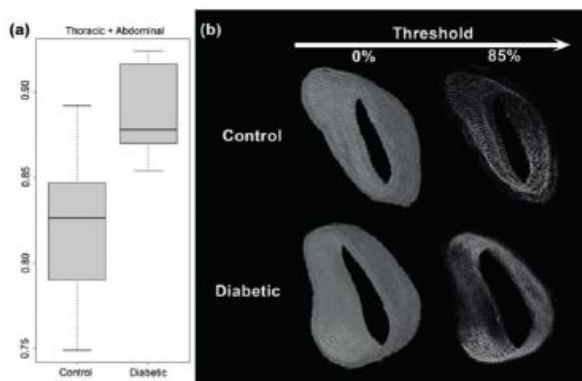 (a)
Thoracic + Abdominal
0.90
0.85
0.80
0.75
Control
Diabetic
(b)
Threshold
0%
85%
Control
Diabetic